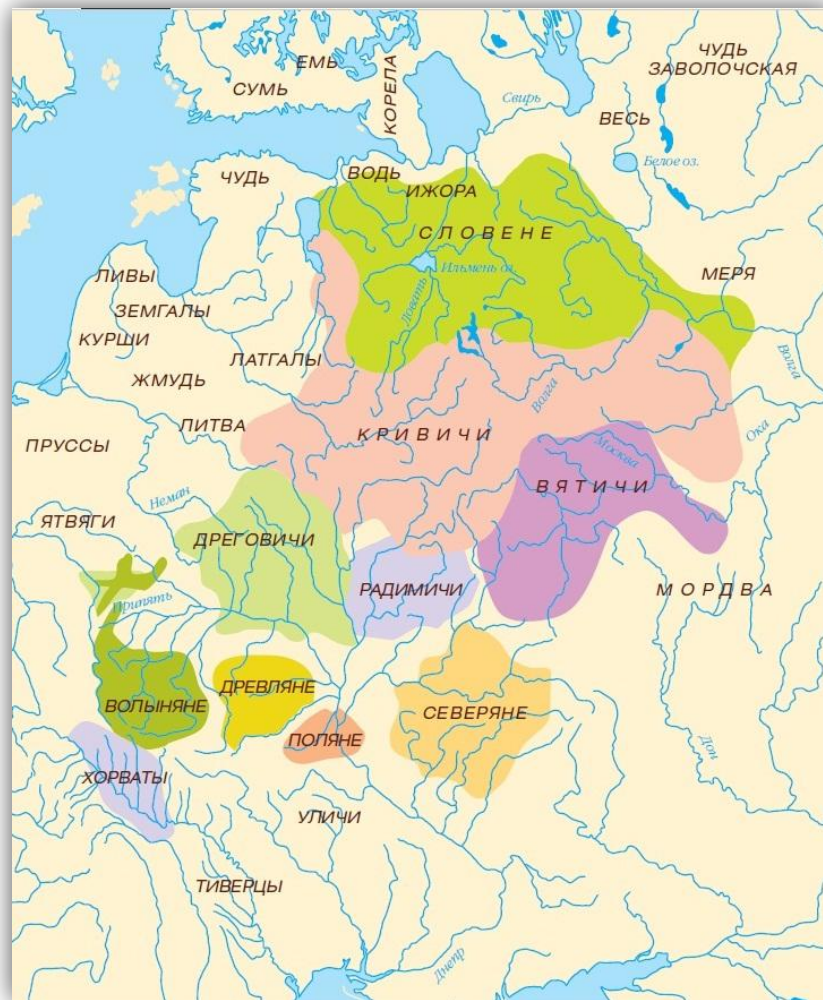 ЧУДЬ
ЗАВОЛОЧСКАЯ
ЕМЬ
СУМЬ
КОРЕЛА
Свирь
ВЕСЬ
Белое оз.
ЧУДЬ
ВОДЬ
ИЖОРА
СЛОВЕНЕ
Ильмень оз.
Ловать
МЕРЯ
ЛИВЫ
ЗЕМГАЛЫ
КУРШИ
ЛАТГАЛЫ
ЖМУДЬ
Волга
Волга
ЛИТВА
КРИВИЧИ
Москва
Ока
ПРУССЫ
ВЯТИЧИ
Неман
ЯТВЯГИ
ДРЕГОВИЧИ
РАДИМИЧИ
МОРДВА
Припять
ДРЕВЛЯНЕ
ВОЛЫНЯНЕ
СЕВЕРЯНЕ
ПОЛЯНЕ
Дон
ХОРВАТЫ
УЛИЧИ
ТИВЕРЦЫ
Днепр